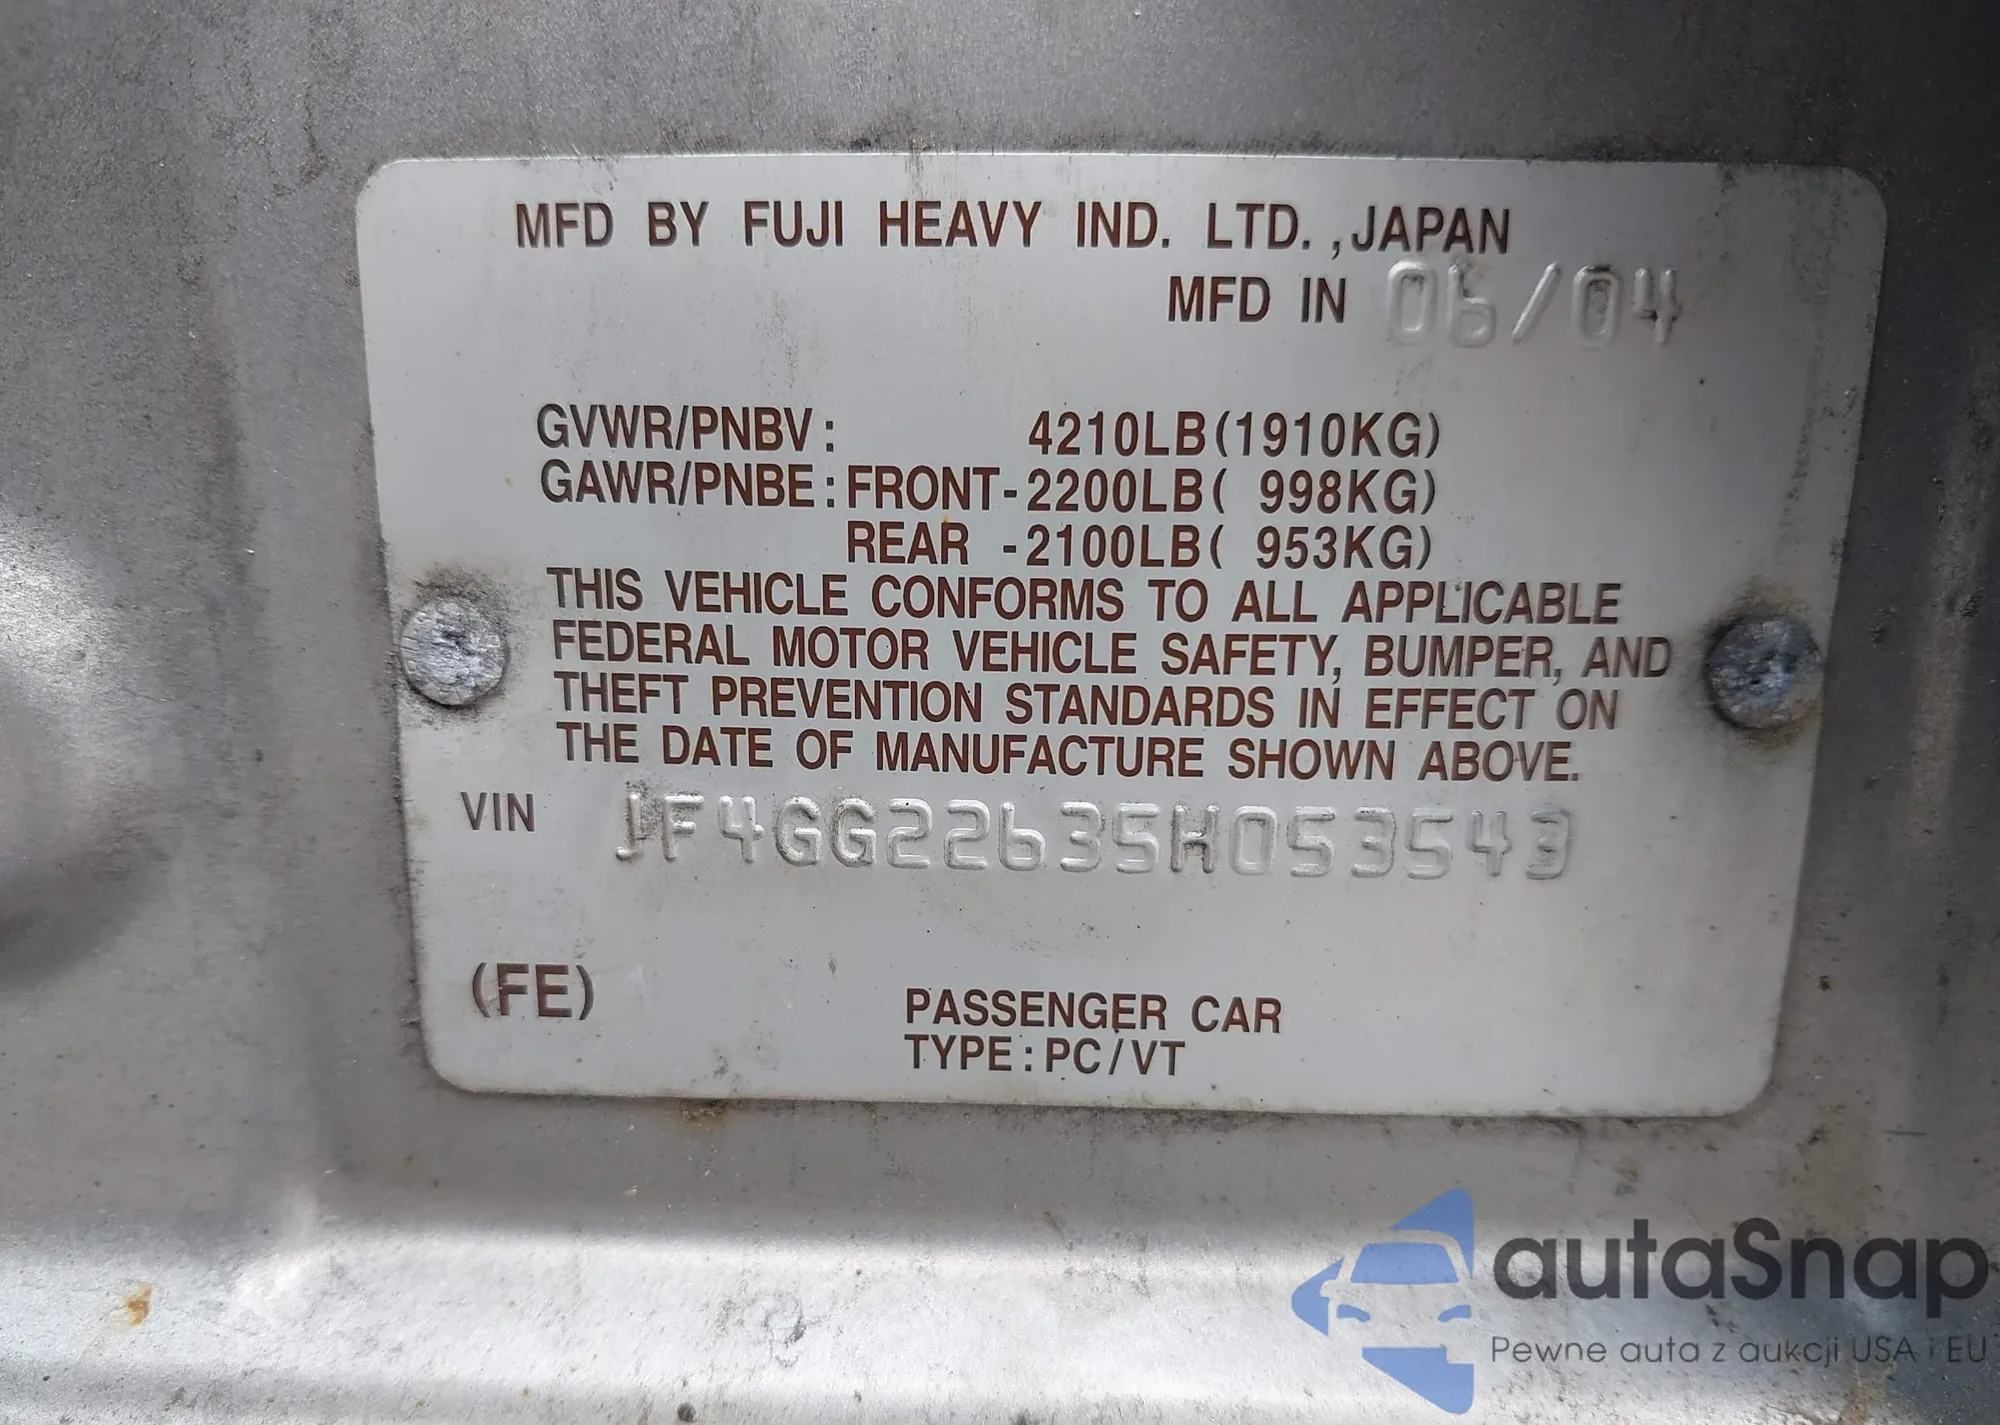 MFD BY FUJI HEAVY IND. LTD.,JAPAN
MFD IN 06/04
GVWR/PNBV: 4210LB(1910KG)
GAWR/PNBE:FRONT-2200LB( 998KG)
REAR -2100LB( 953KG)
THIS VEHICLE CONFORMS TO ALL APPLICABLE
FEDERAL MOTOR VEHICLE SAFETY, BUMPER, AND
THEFT PREVENTION STANDARDS IN EFFECT ON
THE DATE OF MANUFACTURE SHOWN ABOVE.
VIN JF4GG22635H053543
(FE)
PASSENGER CAR
TYPE:PC/VT
autaSnap
Pewne auta z aukcji USA i EU